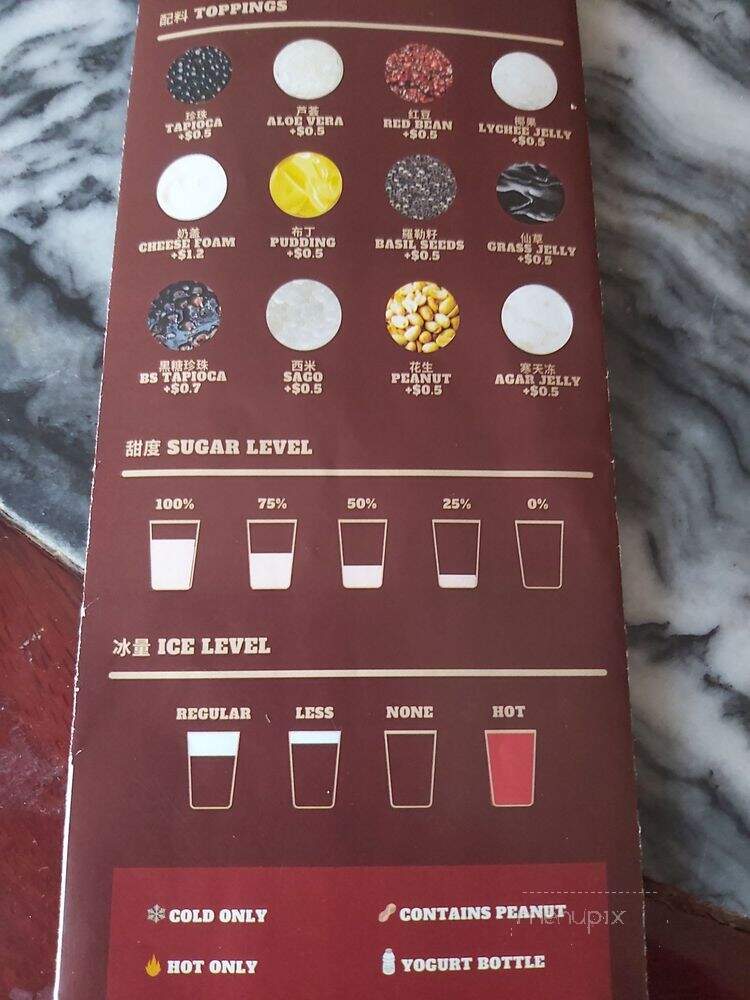 配料 TOPPINGS
珍珠
TAPIOCA
+$0.5
芦荟
ALOE VERA
+$0.5
红豆
RED BEAN
+$0.5
椰果
LYCHEE JELLY
+$0.5
奶盖
CHEESE FOAM
+$1.2
布丁
PUDDING
+$0.5
羅勒籽
BASIL SEEDS
+$0.5
仙草
GRASS JELLY
+$0.5
黑糖珍珠
BS TAPIOCA
+$0.7
西米
SAGO
+$0.5
花生
PEANUT
+$0.5
寒天冻
AGAR JELLY
+$0.5
甜度 SUGAR LEVEL
100% 75% 50% 25% 0%
冰量 ICE LEVEL
REGULAR LESS NONE HOT
COLD ONLY
CONTAINS PEANUT
HOT ONLY
YOGURT BOTTLE
menupix